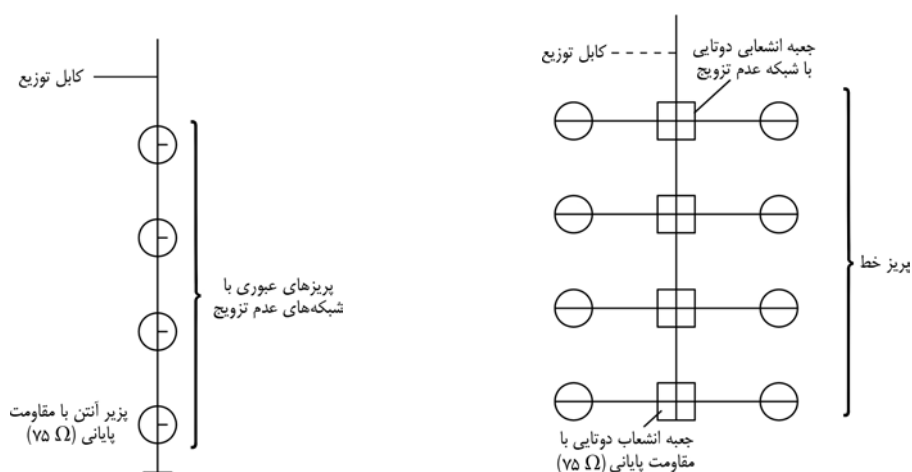 کابل توزیع
پریزهای عبوری با
شبکه‌های عدم تزویج
پزیر آنتن با مقاومت
پایانی (۷۵ Ω)
جعبه انشعابی دوتایی
با شبکه عدم تزویج
کابل توزیع
پریز خط
جعبه انشعاب دوتایی با
مقاومت پایانی (۷۵ Ω)